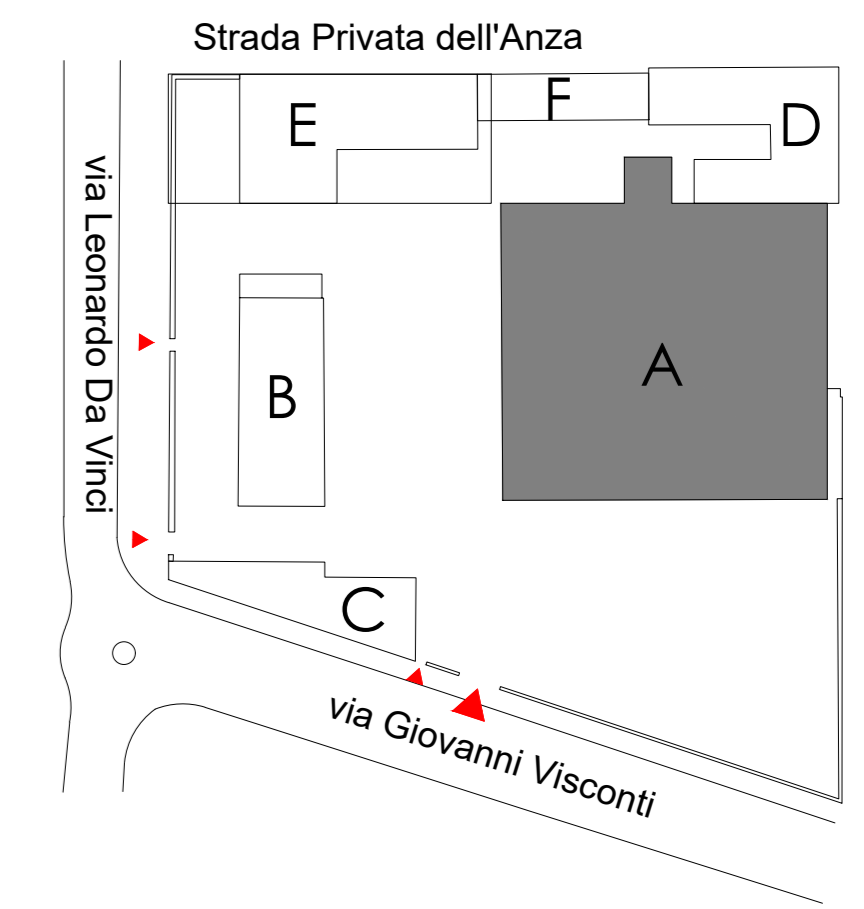 Strada Privata dell'Anza
E
F
D
via Leonardo Da Vinci
B
A
C
via Giovanni Visconti